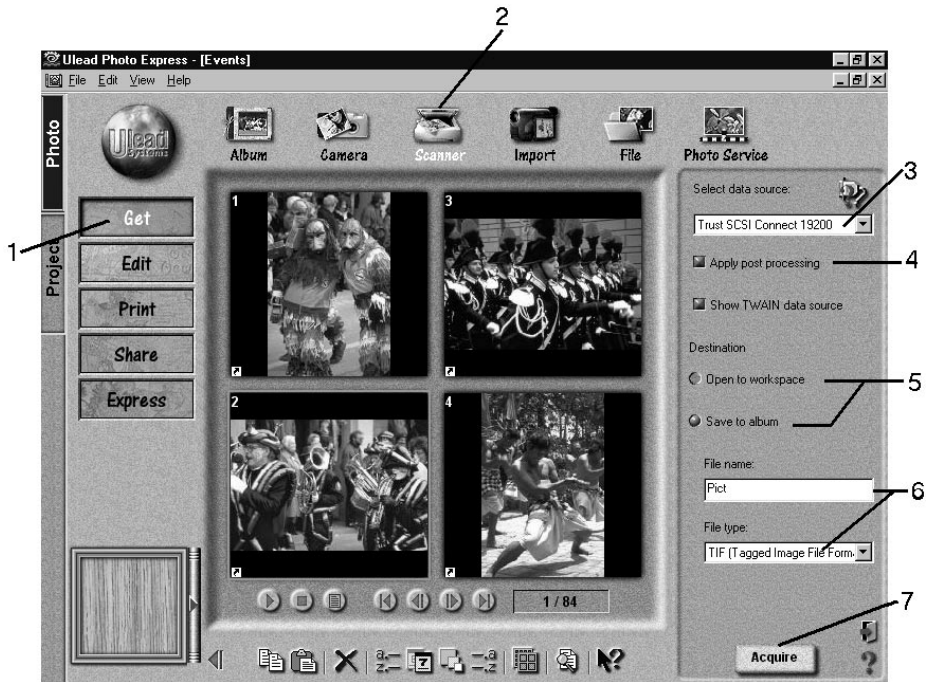 2
Ulead Photo Express - [Events]
File Edit View Help
Photo
Project
Ulead
Systems
Album
Camera
Scanner
Import
File
Photo Service
1
Get
Edit
Print
Share
Express
1
3
2
4
1 / 84
Select data source:
3
Trust SCSI Connect 19200
Apply post processing
4
Show TWAIN data source
Destination
Open to workspace
5
Save to album
File name:
Pict
6
File type:
TIF (Tagged Image File Form.
7
Acquire